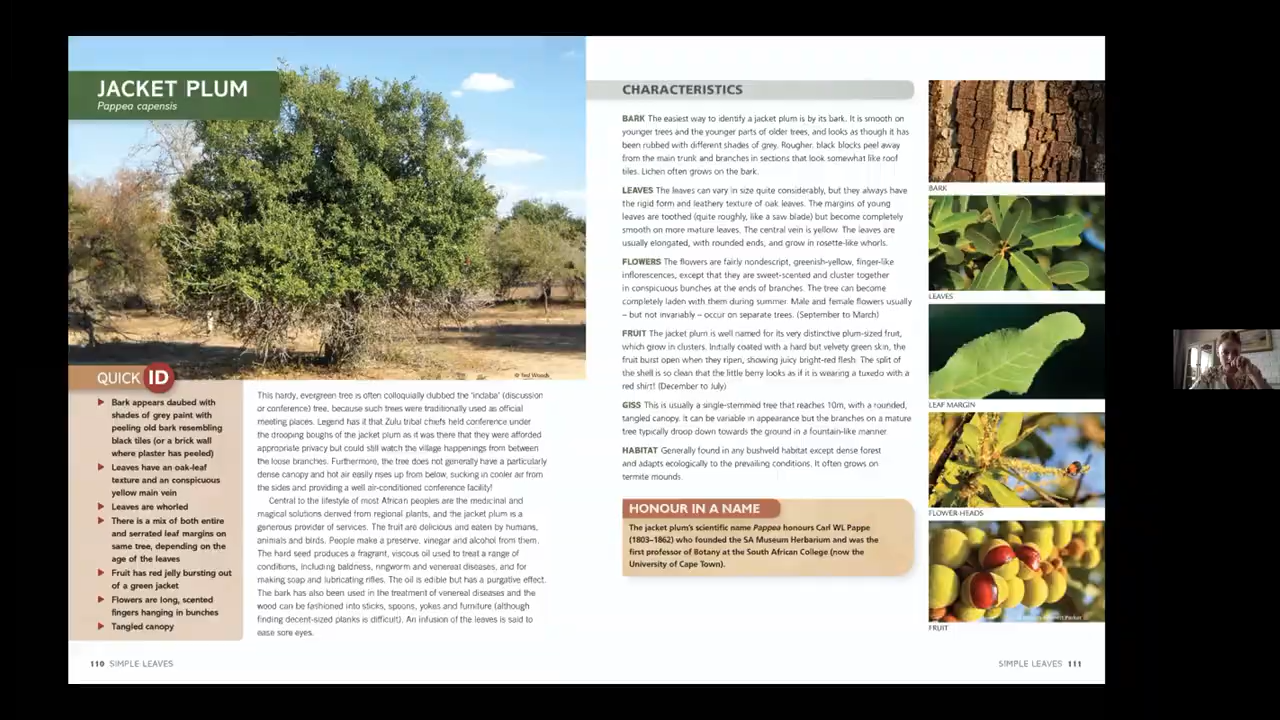 JACKET PLUM
Pappea capensis
© Ted Woods
QUICK ID
Bark appears daubed with
shades of grey paint with
peeling old bark resembling
black tiles (or a brick wall
where plaster has peeled)
Leaves have an oak-leaf
texture and an conspicuous
yellow main vein
Leaves are whorled
There is a mix of both entire
and serrated leaf margins on
same tree, depending on the
age of the leaves
Fruit has red jelly bursting out
of a green jacket
Flowers are long, scented
fingers hanging in bunches
Tangled canopy
This hardy, evergreen tree is often colloquially dubbed the 'indaba' (discussion
or conference) tree, because such trees were traditionally used as official
meeting places. Legend has it that Zulu tribal chiefs held conference under
the drooping boughs of the jacket plum as it was there that they were afforded
appropriate privacy but could still watch the village happenings from between
the loose branches. Furthermore, the tree does not generally have a particularly
dense canopy and hot air easily rises up from below, sucking in cooler air from
the sides and providing a well air-conditioned conference facility!
Central to the lifestyle of most African peoples are the medicinal and
magical solutions derived from regional plants, and the jacket plum is a
generous provider of services. The fruit are delicious and eaten by humans,
animals and birds. People make a preserve, vinegar and alcohol from them.
The hard seed produces a fragrant, viscous oil used to treat a range of
conditions, including baldness, ringworm and venereal diseases, and for
making soap and lubricating rifles. The oil is edible but has a purgative effect.
The bark has also been used in the treatment of venereal diseases and the
wood can be fashioned into sticks, spoons, yokes and furniture (although
finding decent-sized planks is difficult). An infusion of the leaves is said to
ease sore eyes.
110 SIMPLE LEAVES
CHARACTERISTICS
BARK The easiest way to identify a jacket plum is by its bark. It is smooth on
younger trees and the younger parts of older trees, and looks as though it has
been rubbed with different shades of grey. Rougher, black blocks peel away
from the main trunk and branches in sections that look somewhat like roof
tiles. Lichen often grows on the bark.
LEAVES The leaves can vary in size quite considerably, but they always have
the rigid form and leathery texture of oak leaves. The margins of young
leaves are toothed (quite roughly, like a saw blade) but become completely
smooth on more mature leaves. The central vein is yellow. The leaves are
usually elongated, with rounded ends, and grow in rosette-like whorls.
FLOWERS The flowers are fairly nondescript, greenish-yellow, finger-like
inflorescences, except that they are sweet-scented and cluster together
in conspicuous bunches at the ends of branches. The tree can become
completely laden with them during summer. Male and female flowers usually
– but not invariably – occur on separate trees. (September to March)
FRUIT The jacket plum is well named for its very distinctive plum-sized fruit,
which grow in clusters. Initially coated with a hard but velvety green skin, the
fruit burst open when they ripen, showing juicy bright-red flesh. The split of
the shell is so clean that the little berry looks as if it is wearing a tuxedo with a
red shirt! (December to July)
GISS This is usually a single-stemmed tree that reaches 10m, with a rounded,
tangled canopy. It can be variable in appearance but the branches on a mature
tree typically droop down towards the ground in a fountain-like manner.
HABITAT Generally found in any bushveld habitat except dense forest
and adapts ecologically to the prevailing conditions. It often grows on
termite mounds.
HONOUR IN A NAME
The jacket plum's scientific name Pappea honours Carl WL Pappe
(1803–1862) who founded the SA Museum Herbarium and was the
first professor of Botany at the South African College (now the
University of Cape Town).
BARK
LEAVES
LEAF MARGIN
FLOWER-HEADS
FRUIT
SIMPLE LEAVES 111